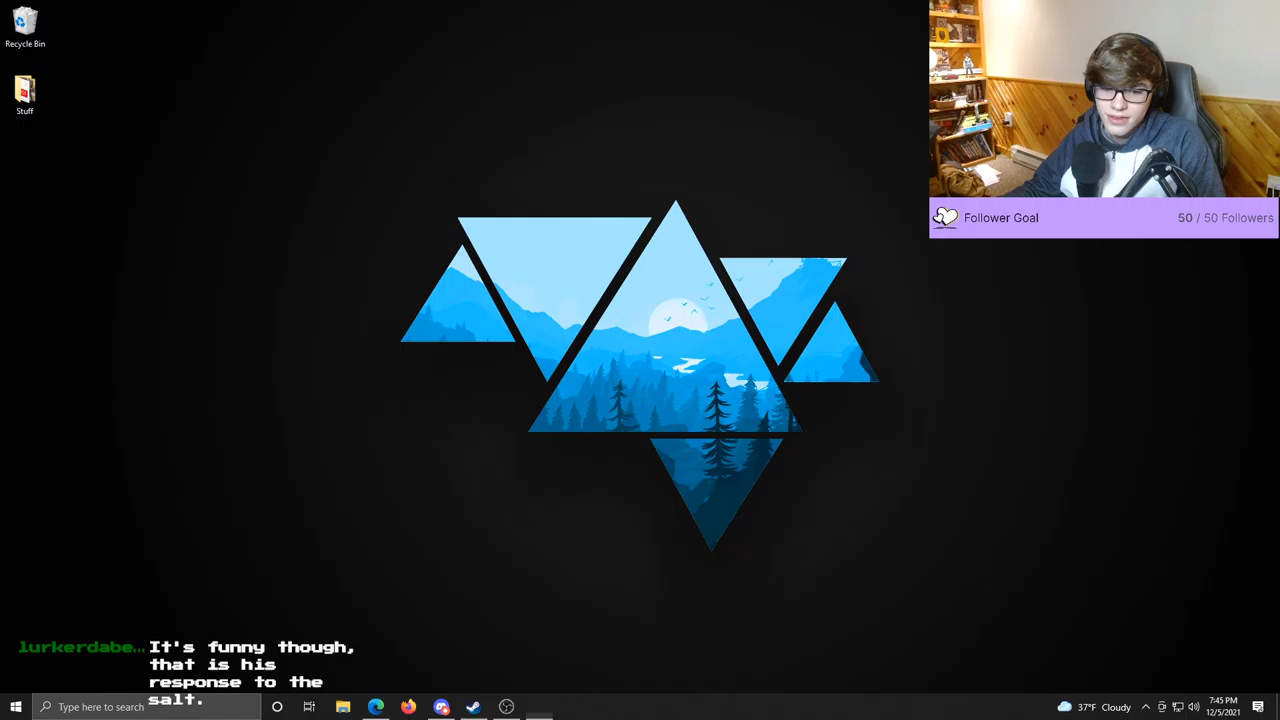 Recycle Bin
Stuff
Follower Goal
50 / 50 Followers
lurkerdabe… It's funny though,
that is his
response to the
salt.
Type here to search
37°F Cloudy
7:45 PM
12/5/2021